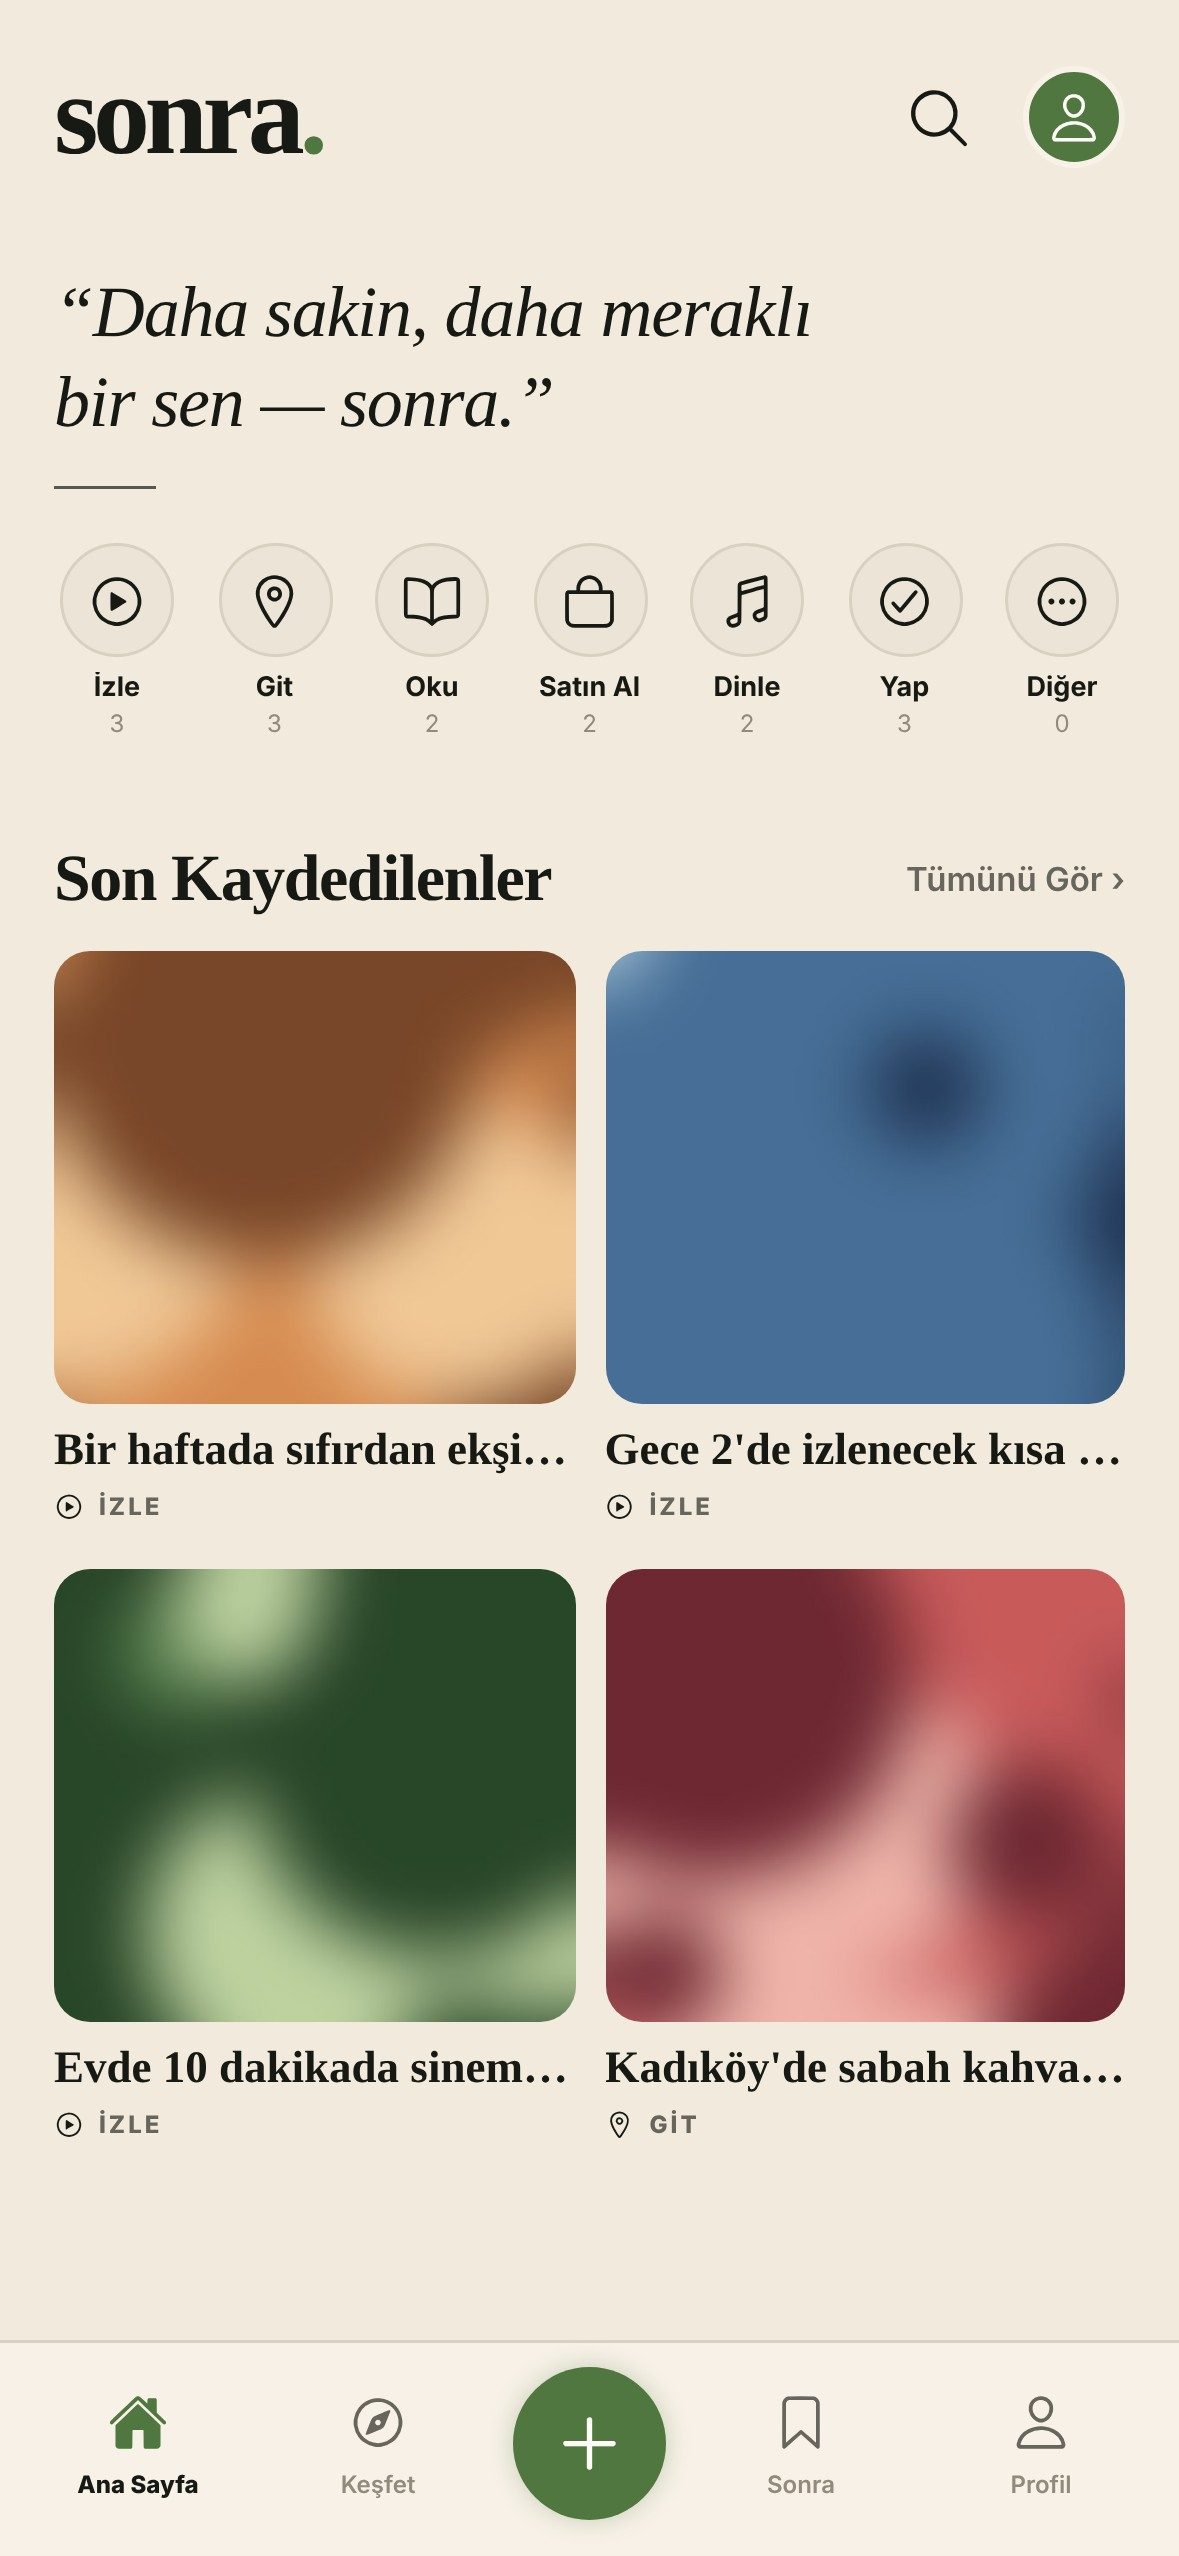 sonra.
“Daha sakin, daha meraklı
bir sen — sonra.”
İzle
3
Git
3
Oku
2
Satın Al
2
Dinle
2
Yap
3
Diğer
0
Son Kaydedilenler
Tümünü Gör ›
Bir haftada sıfırdan ekşi…
İZLE
Gece 2'de izlenecek kısa …
İZLE
Evde 10 dakikada sinem…
İZLE
Kadıköy'de sabah kahva…
GİT
Ana Sayfa
Keşfet
Sonra
Profil